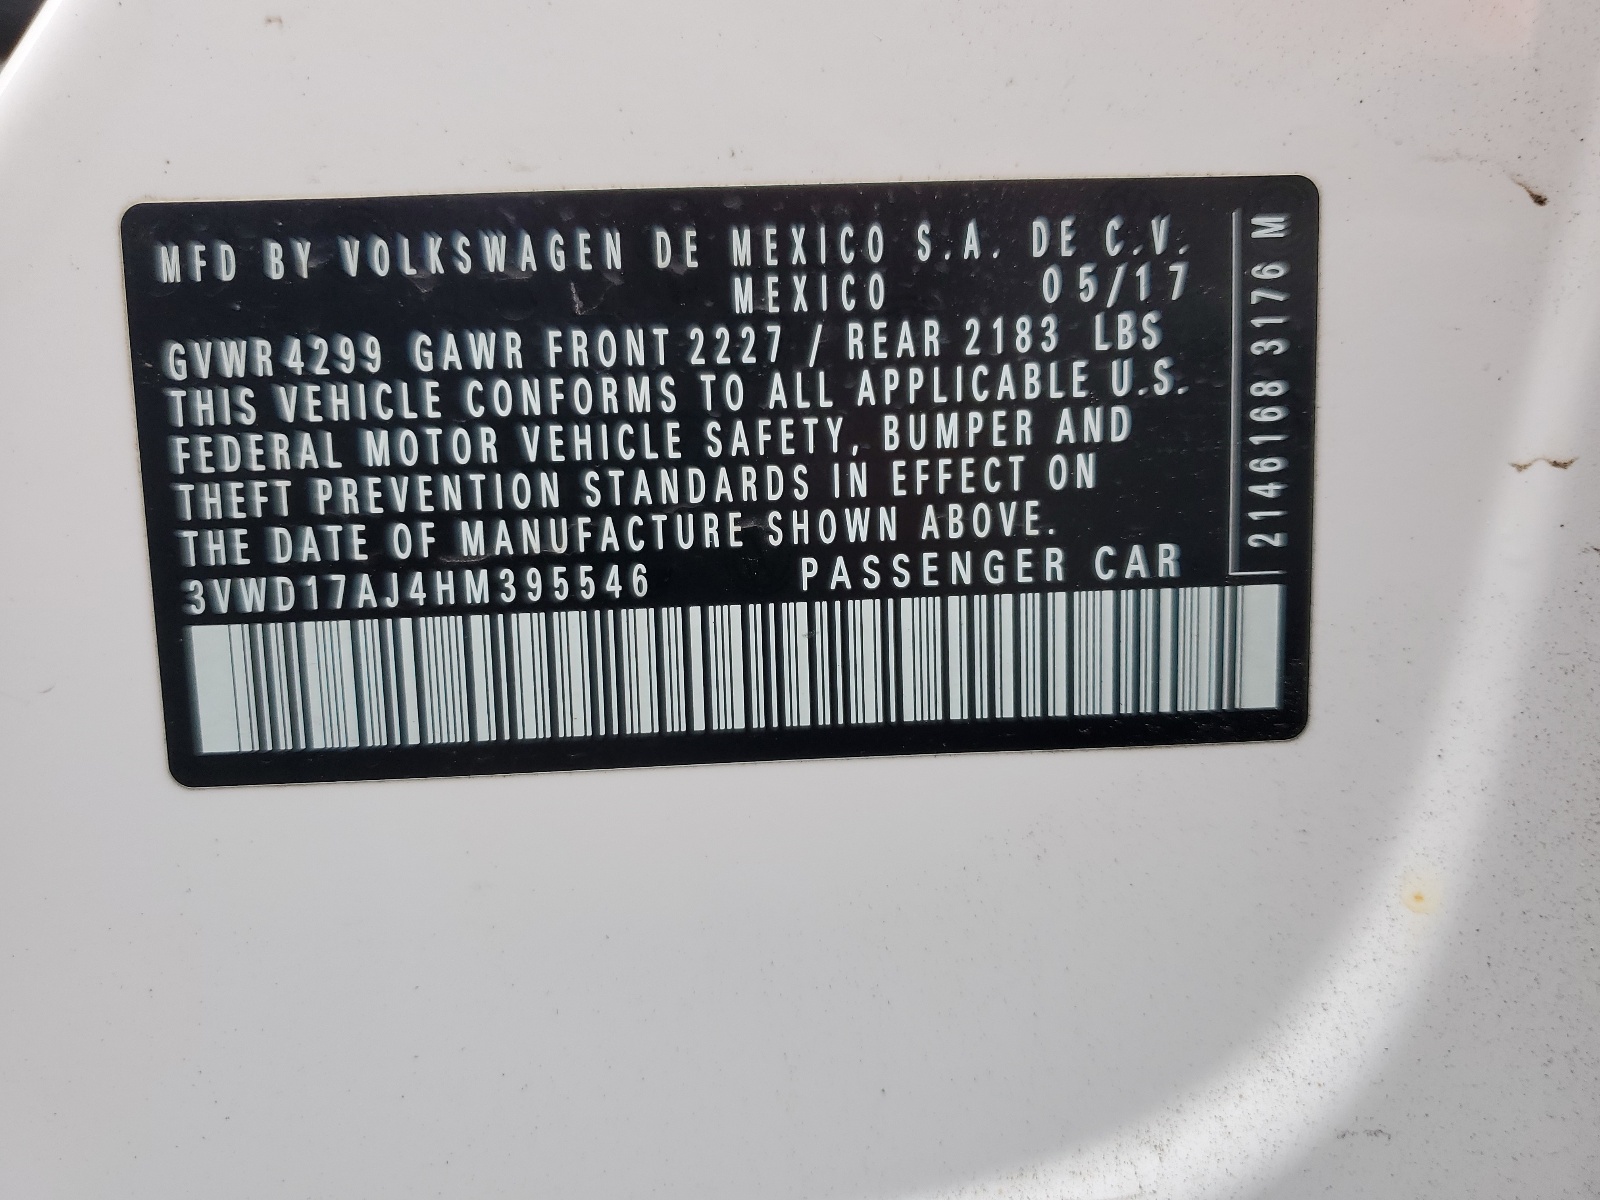 MFD BY VOLKSWAGEN DE MEXICO S.A. DE C.V.
MEXICO 05/17
GVWR 4299 GAWR FRONT 2227 / REAR 2183 LBS
THIS VEHICLE CONFORMS TO ALL APPLICABLE U.S.
FEDERAL MOTOR VEHICLE SAFETY, BUMPER AND
THEFT PREVENTION STANDARDS IN EFFECT ON
THE DATE OF MANUFACTURE SHOWN ABOVE.
3VWD17AJ4HM395546 PASSENGER CAR
2146168 3176 M